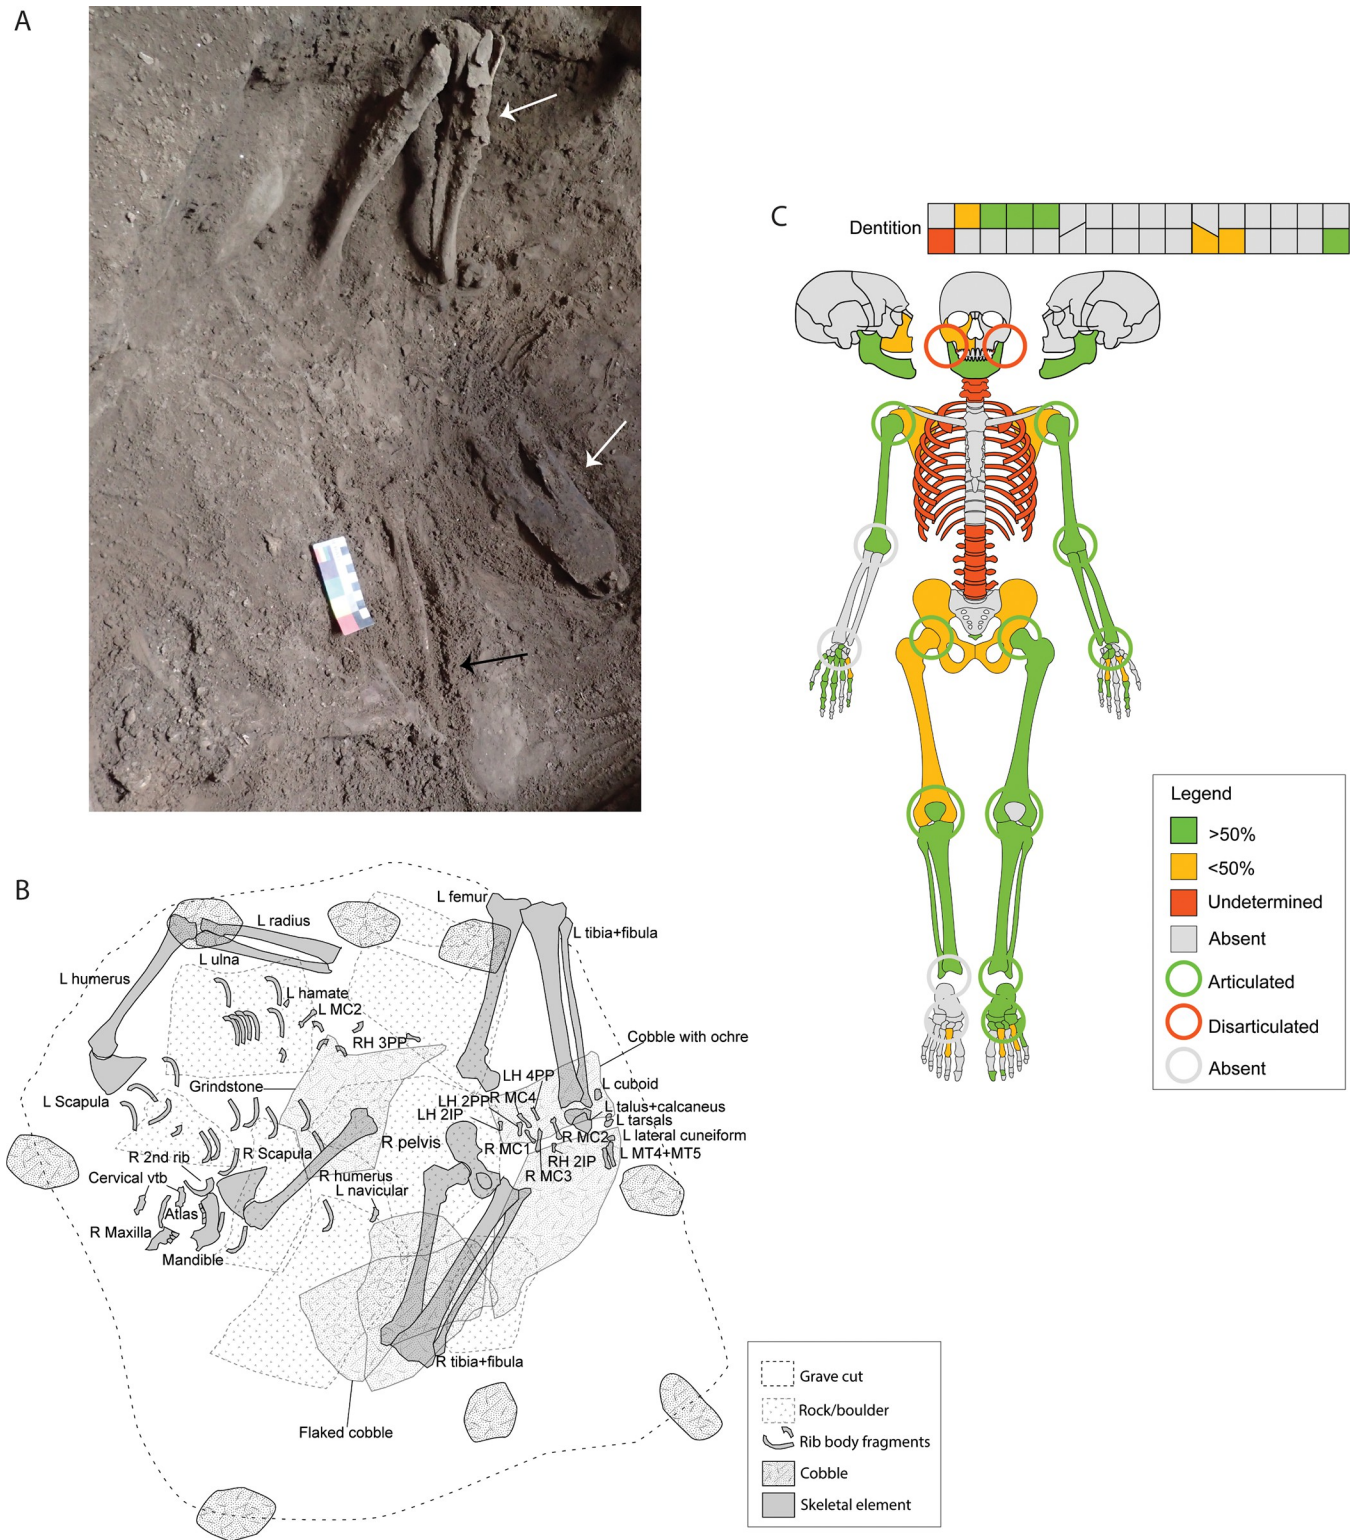 A
C
Dentition
Legend
>50%
<50%
Undetermined
Absent
Articulated
Disarticulated
Absent
B
L femur
L radius
L tibia+fibula
L ulna
L humerus
L hamate
L MC2
Cobble with ochre
RH 3PP
LH 4PP
Grindstone
L cuboid
L Scapula
LH 2PP
R MC4
L talus+calcaneus
LH 2IP
L tarsals
R pelvis
R MC2
L lateral cuneiform
R MC1
R 2nd rib
R Scapula
L MT4+MT5
RH 2IP
Cervical vtb
R humerus
R MC3
L navicular
Atlas
R Maxilla
Mandible
R tibia+fibula
Flaked cobble
Grave cut
Rock/boulder
Rib body fragments
Cobble
Skeletal element